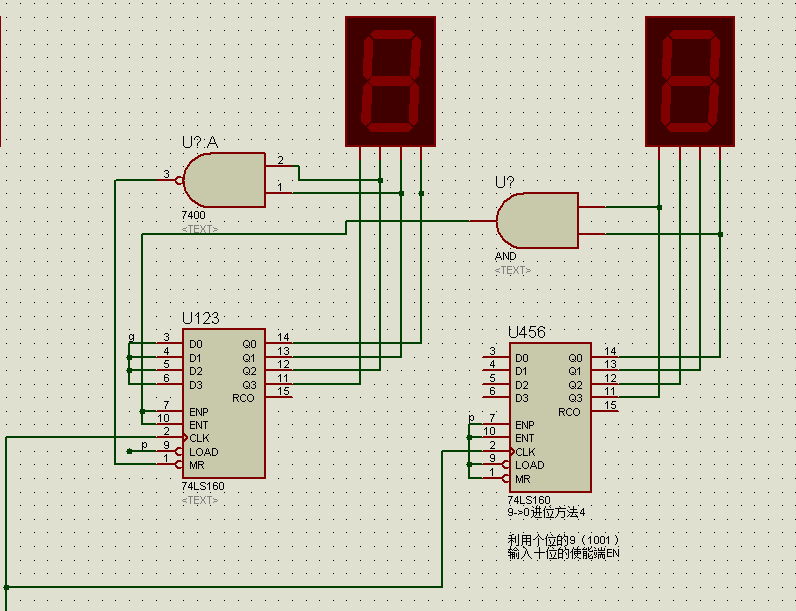 U?:A
2
3
1
7400
<TEXT>
U?
AND
<TEXT>
U123
g
3 D0 Q0 14
4 D1 Q1 13
5 D2 Q2 12
6 D3 Q3 11
RCO 15
7 ENP
10 ENT
2 CLK
p 9 LOAD
1 MR
74LS160
<TEXT>
U456
3 D0 Q0 14
4 D1 Q1 13
5 D2 Q2 12
6 D3 Q3 11
RCO 15
p 7 ENP
10 ENT
2 CLK
9 LOAD
1 MR
74LS160
9->0进位方法4
利用个位的9（1001）
输入十位的使能端EN